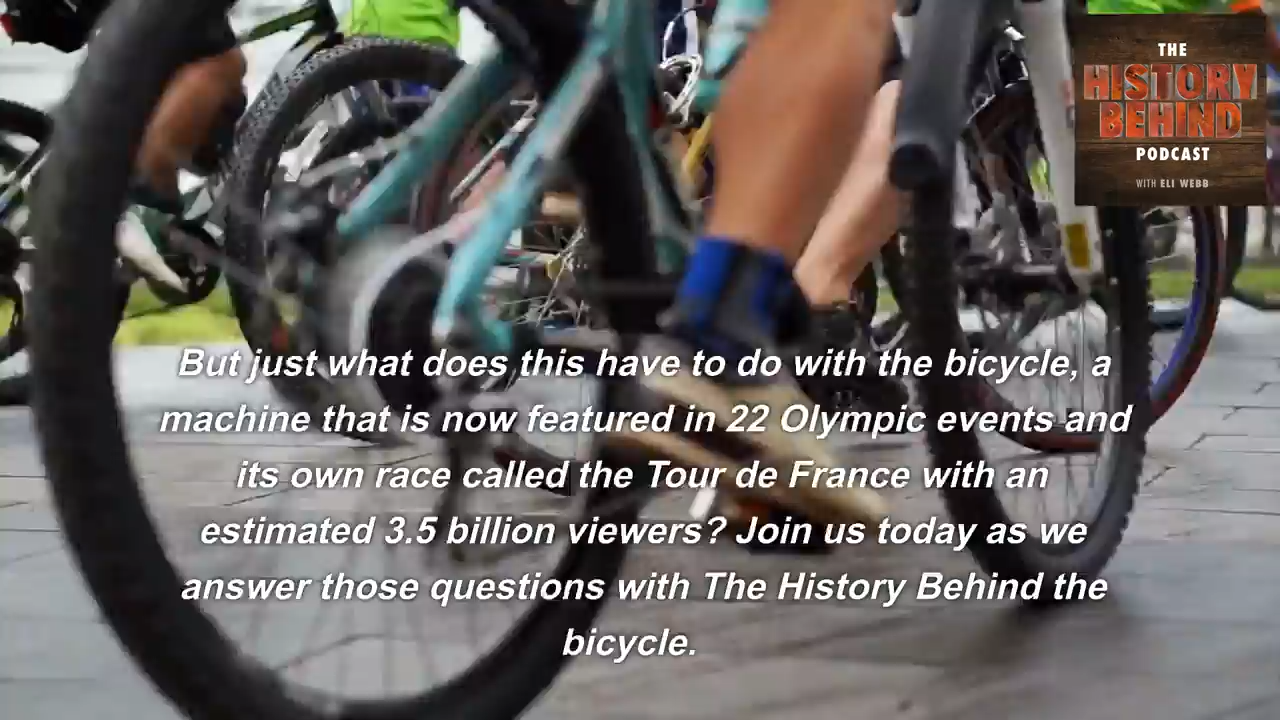 THE
HISTORY
BEHIND
PODCAST
WITH ELI WEBB
But just what does this have to do with the bicycle, a
machine that is now featured in 22 Olympic events and
its own race called the Tour de France with an
estimated 3.5 billion viewers? Join us today as we
answer those questions with The History Behind the
bicycle.